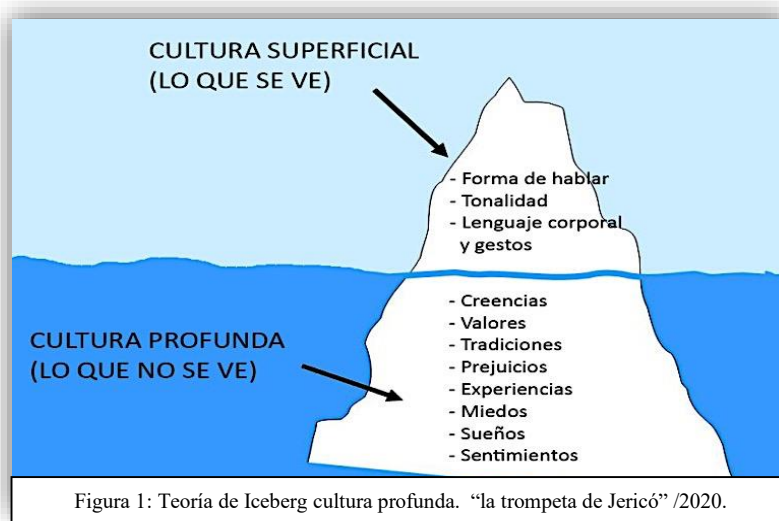 CULTURA SUPERFICIAL
(LO QUE SE VE)
- Forma de hablar
- Tonalidad
- Lenguaje corporal
y gestos
CULTURA PROFUNDA
(LO QUE NO SE VE)
- Creencias
- Valores
- Tradiciones
- Prejuicios
- Experiencias
- Miedos
- Sueños
- Sentimientos
Figura 1: Teoría de Iceberg cultura profunda. “la trompeta de Jericó” /2020.